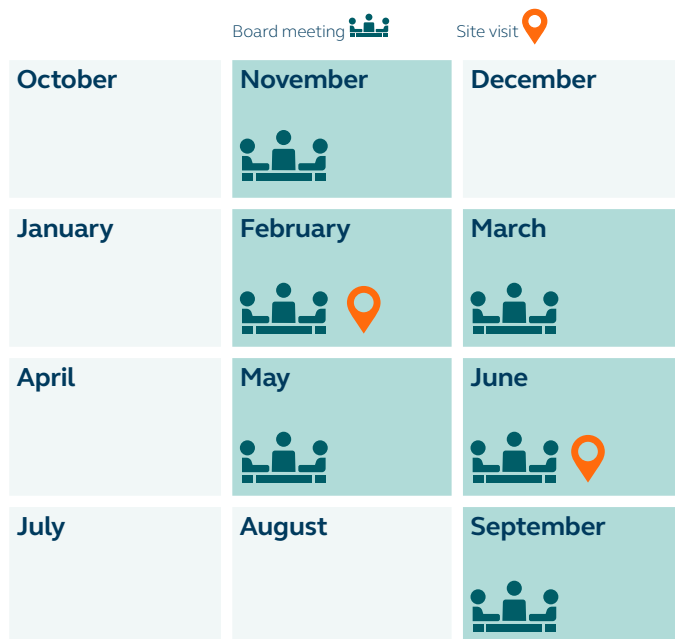 Board meeting Site visit
October November December
January February March
April May June
July August September